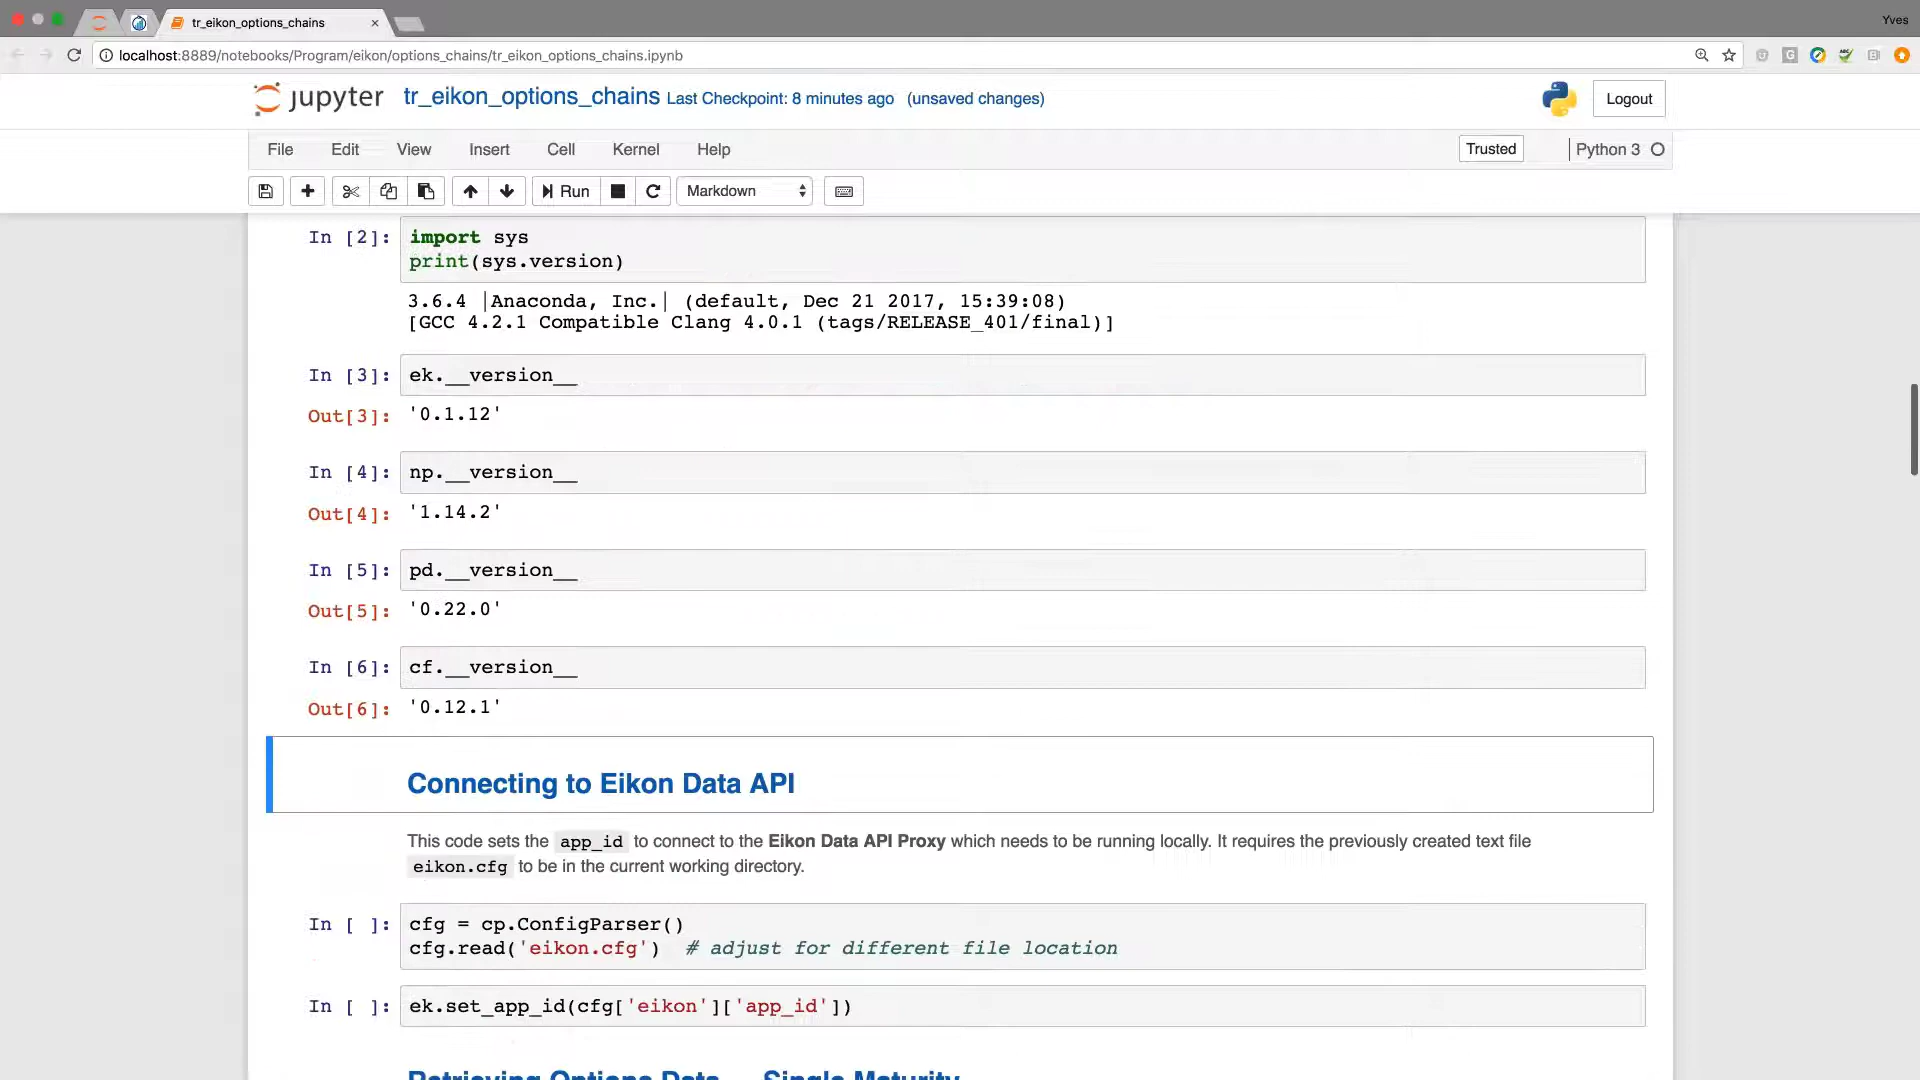 tr_eikon_options_chains
Yves
localhost:8889/notebooks/Program/eikon/options_chains/tr_eikon_options_chains.ipynb
jupyter tr_eikon_options_chains Last Checkpoint: 8 minutes ago (unsaved changes)
Logout
File Edit View Insert Cell Kernel Help
Trusted Python 3
Run Markdown
In [2]: import sys
print(sys.version)
3.6.4 |Anaconda, Inc.| (default, Dec 21 2017, 15:39:08)
[GCC 4.2.1 Compatible Clang 4.0.1 (tags/RELEASE_401/final)]
In [3]: ek.__version__
Out[3]: '0.1.12'
In [4]: np.__version__
Out[4]: '1.14.2'
In [5]: pd.__version__
Out[5]: '0.22.0'
In [6]: cf.__version__
Out[6]: '0.12.1'
Connecting to Eikon Data API
This code sets the app_id to connect to the Eikon Data API Proxy which needs to be running locally. It requires the previously created text file
eikon.cfg to be in the current working directory.
In [ ]: cfg = cp.ConfigParser()
cfg.read('eikon.cfg')  # adjust for different file location
In [ ]: ek.set_app_id(cfg['eikon']['app_id'])
Retrieving Options Data — Single Maturity